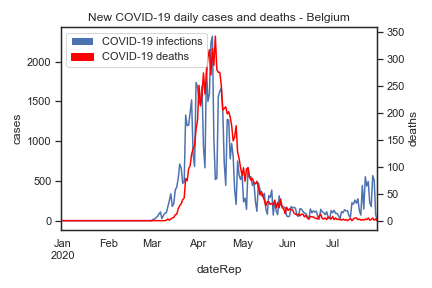 New COVID-19 daily cases and deaths - Belgium
COVID-19 infections
COVID-19 deaths
cases
2000
1500
1000
500
0
deaths
350
300
250
200
150
100
50
0
Jan Feb Mar Apr May Jun Jul
2020
dateRep